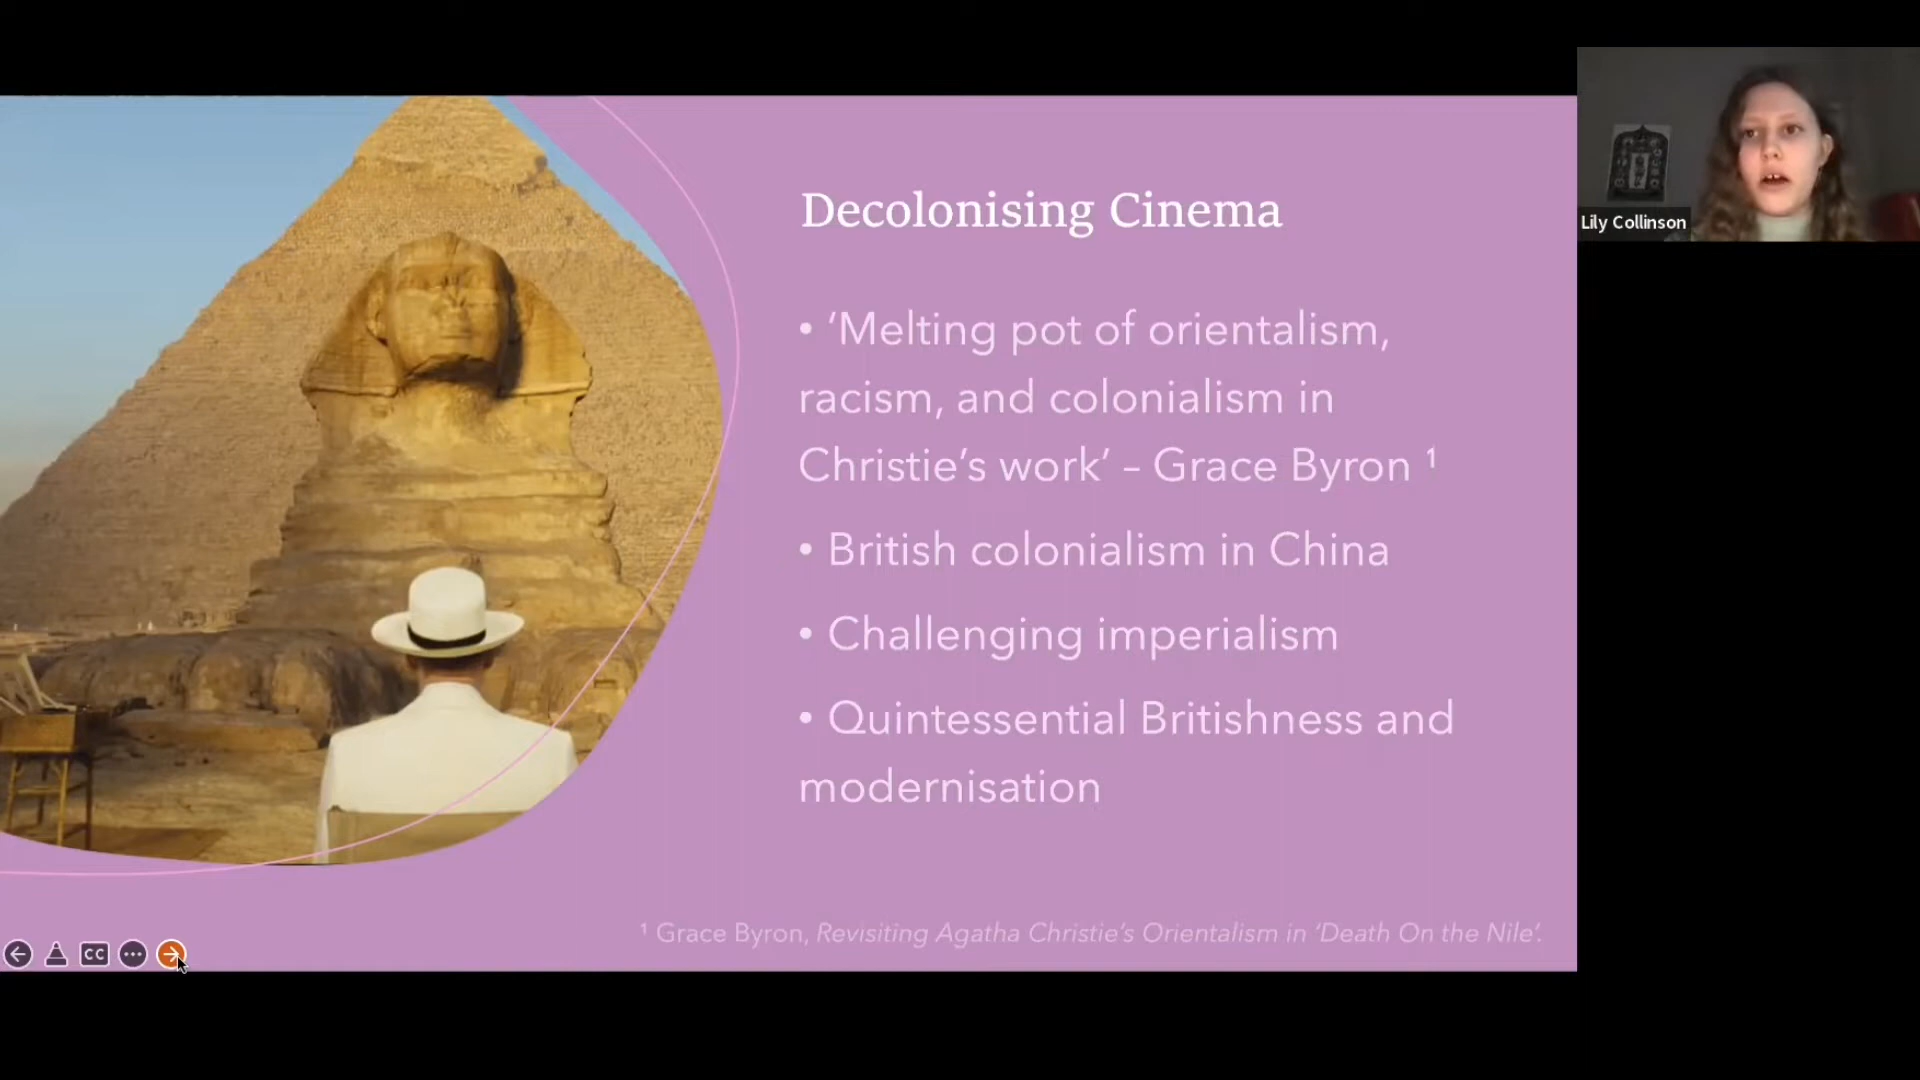 Decolonising Cinema
• ‘Melting pot of orientalism,
racism, and colonialism in
Christie’s work’ – Grace Byron ¹
• British colonialism in China
• Challenging imperialism
• Quintessential Britishness and
modernisation
¹ Grace Byron, Revisiting Agatha Christie’s Orientalism in ‘Death On the Nile’.
CC
Lily Collinson